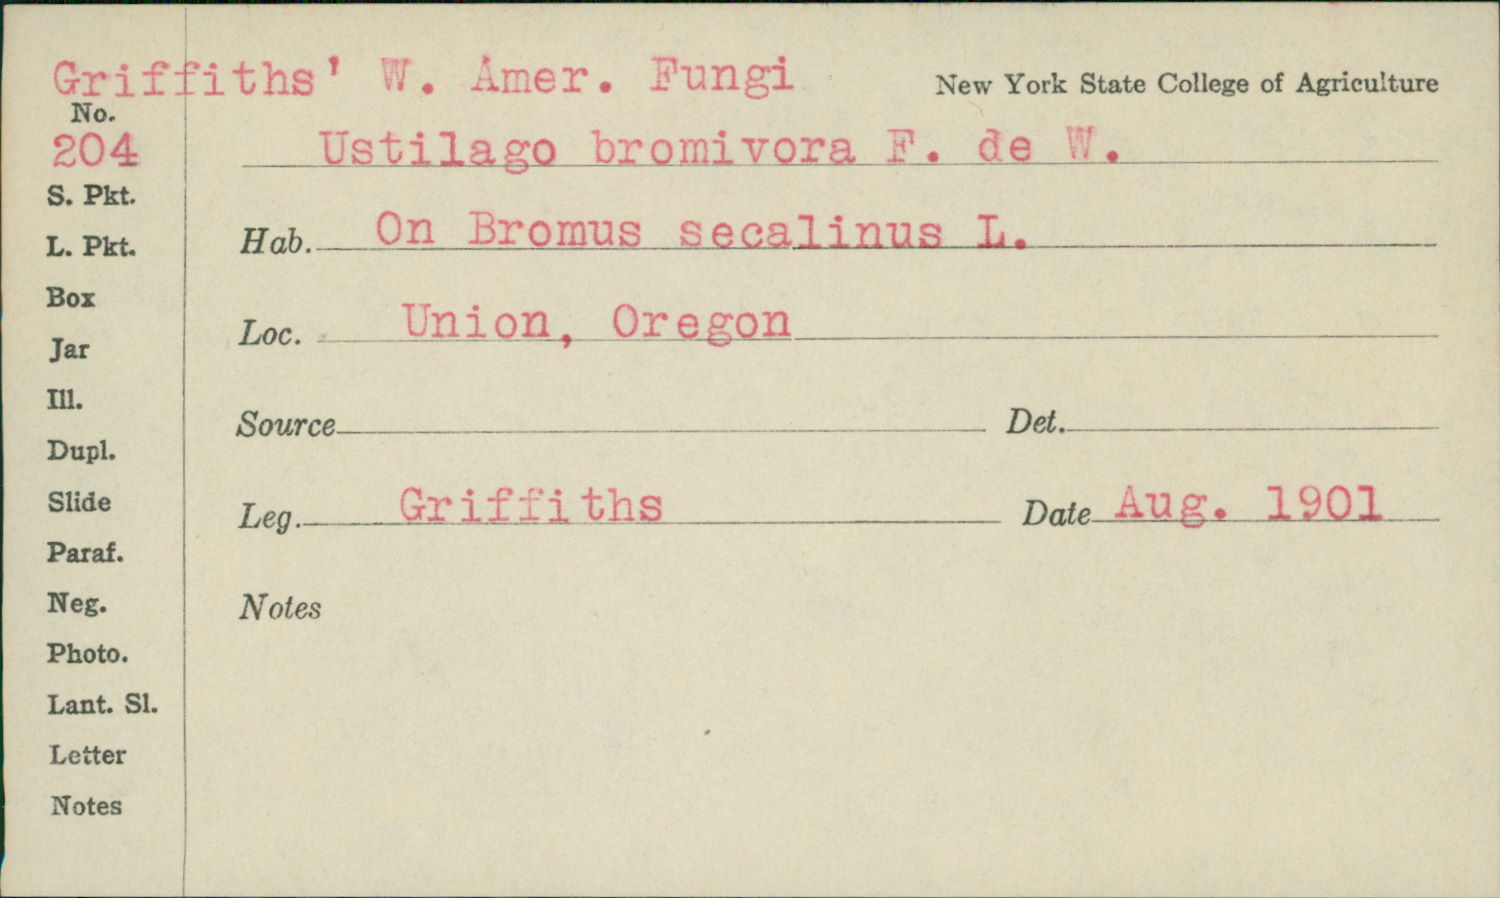 Griffiths' W. Amer. Fungi
New York State College of Agriculture
No.
204
Ustilago bromivora F. de W.
S. Pkt.
Hab. On Bromus secalinus L.
L. Pkt.
Box
Loc. Union, Oregon
Jar
Ill.
Source Det.
Dupl.
Slide
Leg. Griffiths Date Aug. 1901
Paraf.
Neg.
Notes
Photo.
Lant. Sl.
Letter
Notes